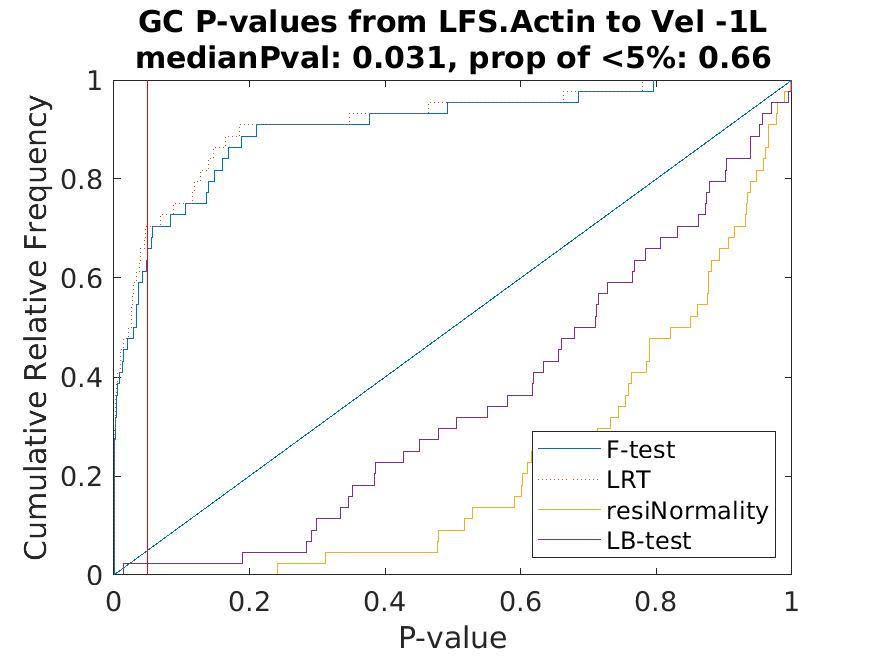 GC P-values from LFS.Actin to Vel -1L
medianPval: 0.031, prop of <5%: 0.66
Cumulative Relative Frequency
1
0.8
0.6
0.4
0.2
0
0
0.2
0.4
0.6
0.8
1
P-value
F-test
LRT
resiNormality
LB-test